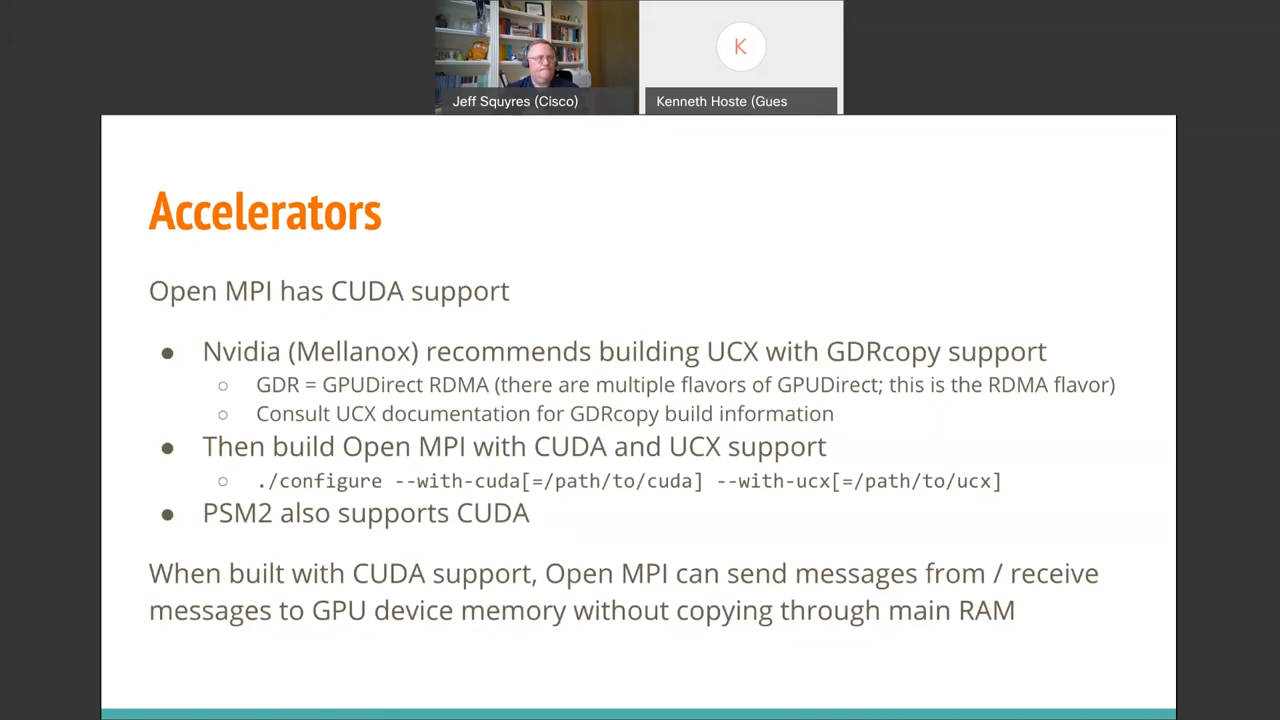 Jeff Squyres (Cisco)
K
Kenneth Hoste (Gues
Accelerators
Open MPI has CUDA support
● Nvidia (Mellanox) recommends building UCX with GDRcopy support
○ GDR = GPUDirect RDMA (there are multiple flavors of GPUDirect; this is the RDMA flavor)
○ Consult UCX documentation for GDRcopy build information
● Then build Open MPI with CUDA and UCX support
○ ./configure --with-cuda[=/path/to/cuda] --with-ucx[=/path/to/ucx]
● PSM2 also supports CUDA
When built with CUDA support, Open MPI can send messages from / receive
messages to GPU device memory without copying through main RAM